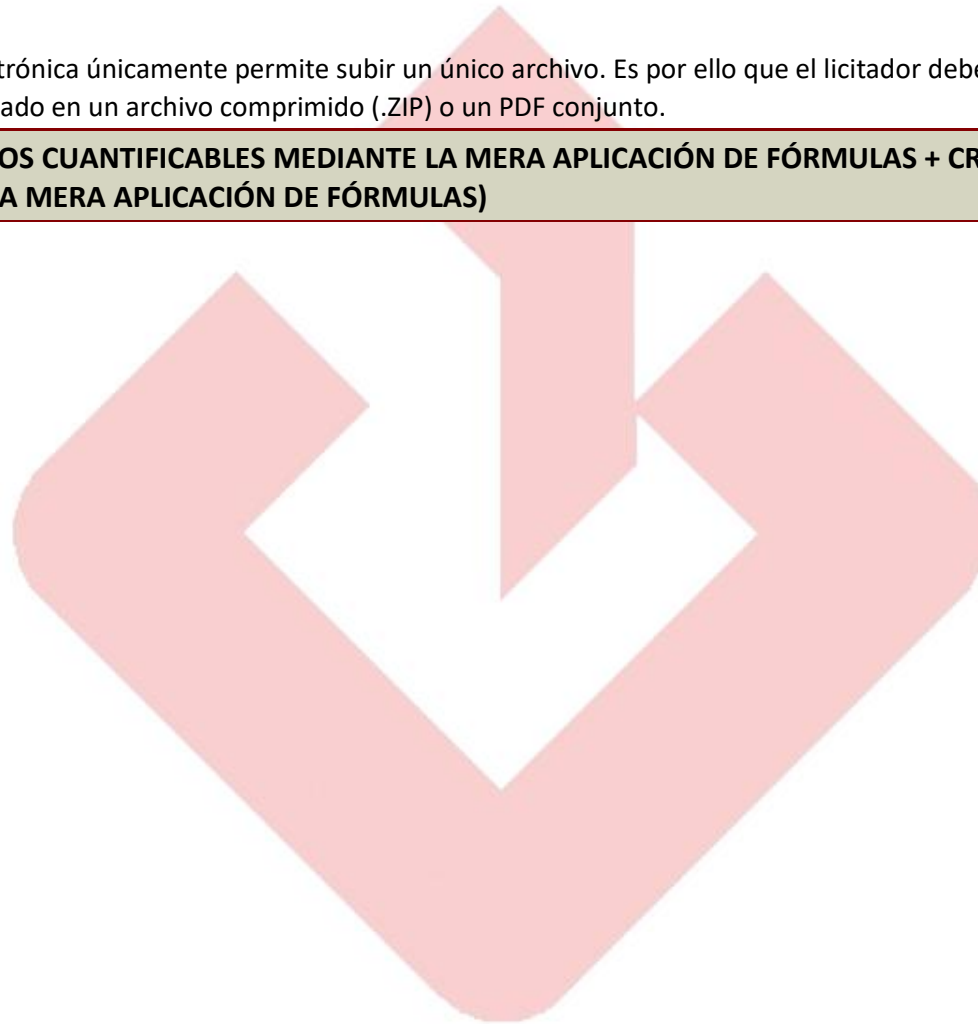 trónica únicamente permite subir un único archivo. Es por ello que el licitador debe
ado en un archivo comprimido (.ZIP) o un PDF conjunto.
OS CUANTIFICABLES MEDIANTE LA MERA APLICACIÓN DE FÓRMULAS + CR
A MERA APLICACIÓN DE FÓRMULAS)